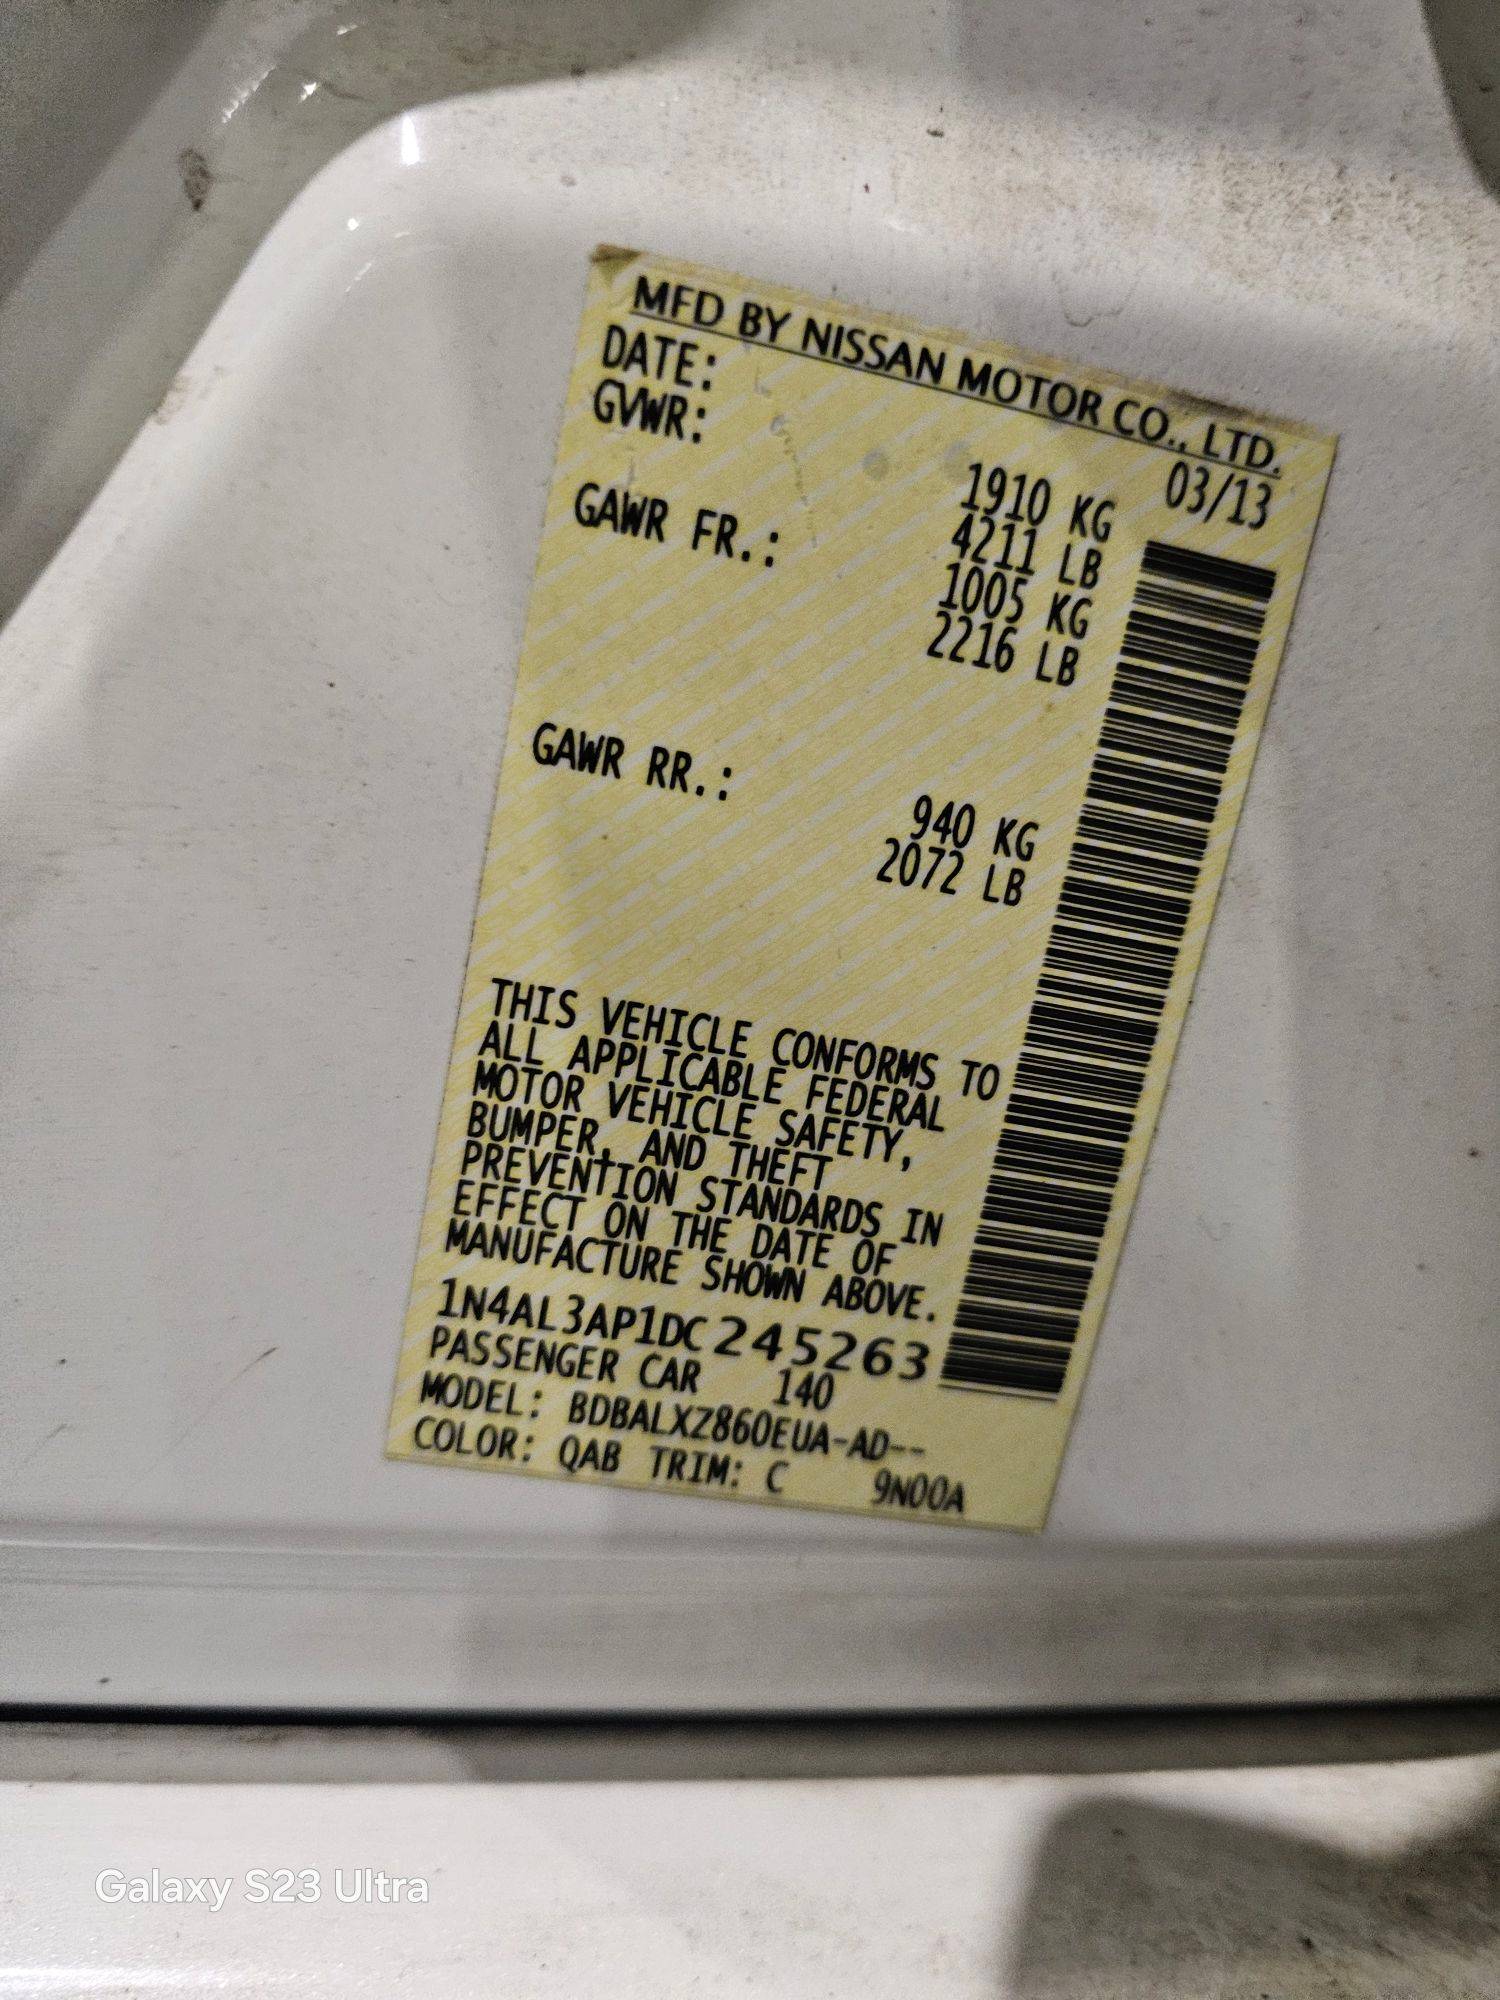 MFD BY NISSAN MOTOR CO., LTD.
DATE: 03/13
GVWR: 1910 KG
4211 LB
GAWR FR.: 1005 KG
2216 LB
GAWR RR.: 940 KG
2072 LB
THIS VEHICLE CONFORMS TO
ALL APPLICABLE FEDERAL
MOTOR VEHICLE SAFETY,
BUMPER, AND THEFT
PREVENTION STANDARDS IN
EFFECT ON THE DATE OF
MANUFACTURE SHOWN ABOVE.
1N4AL3AP1DC245263
PASSENGER CAR 140
MODEL: BDBALXZ860EUA-AD--
COLOR: QAB TRIM: C 9N00A
Galaxy S23 Ultra